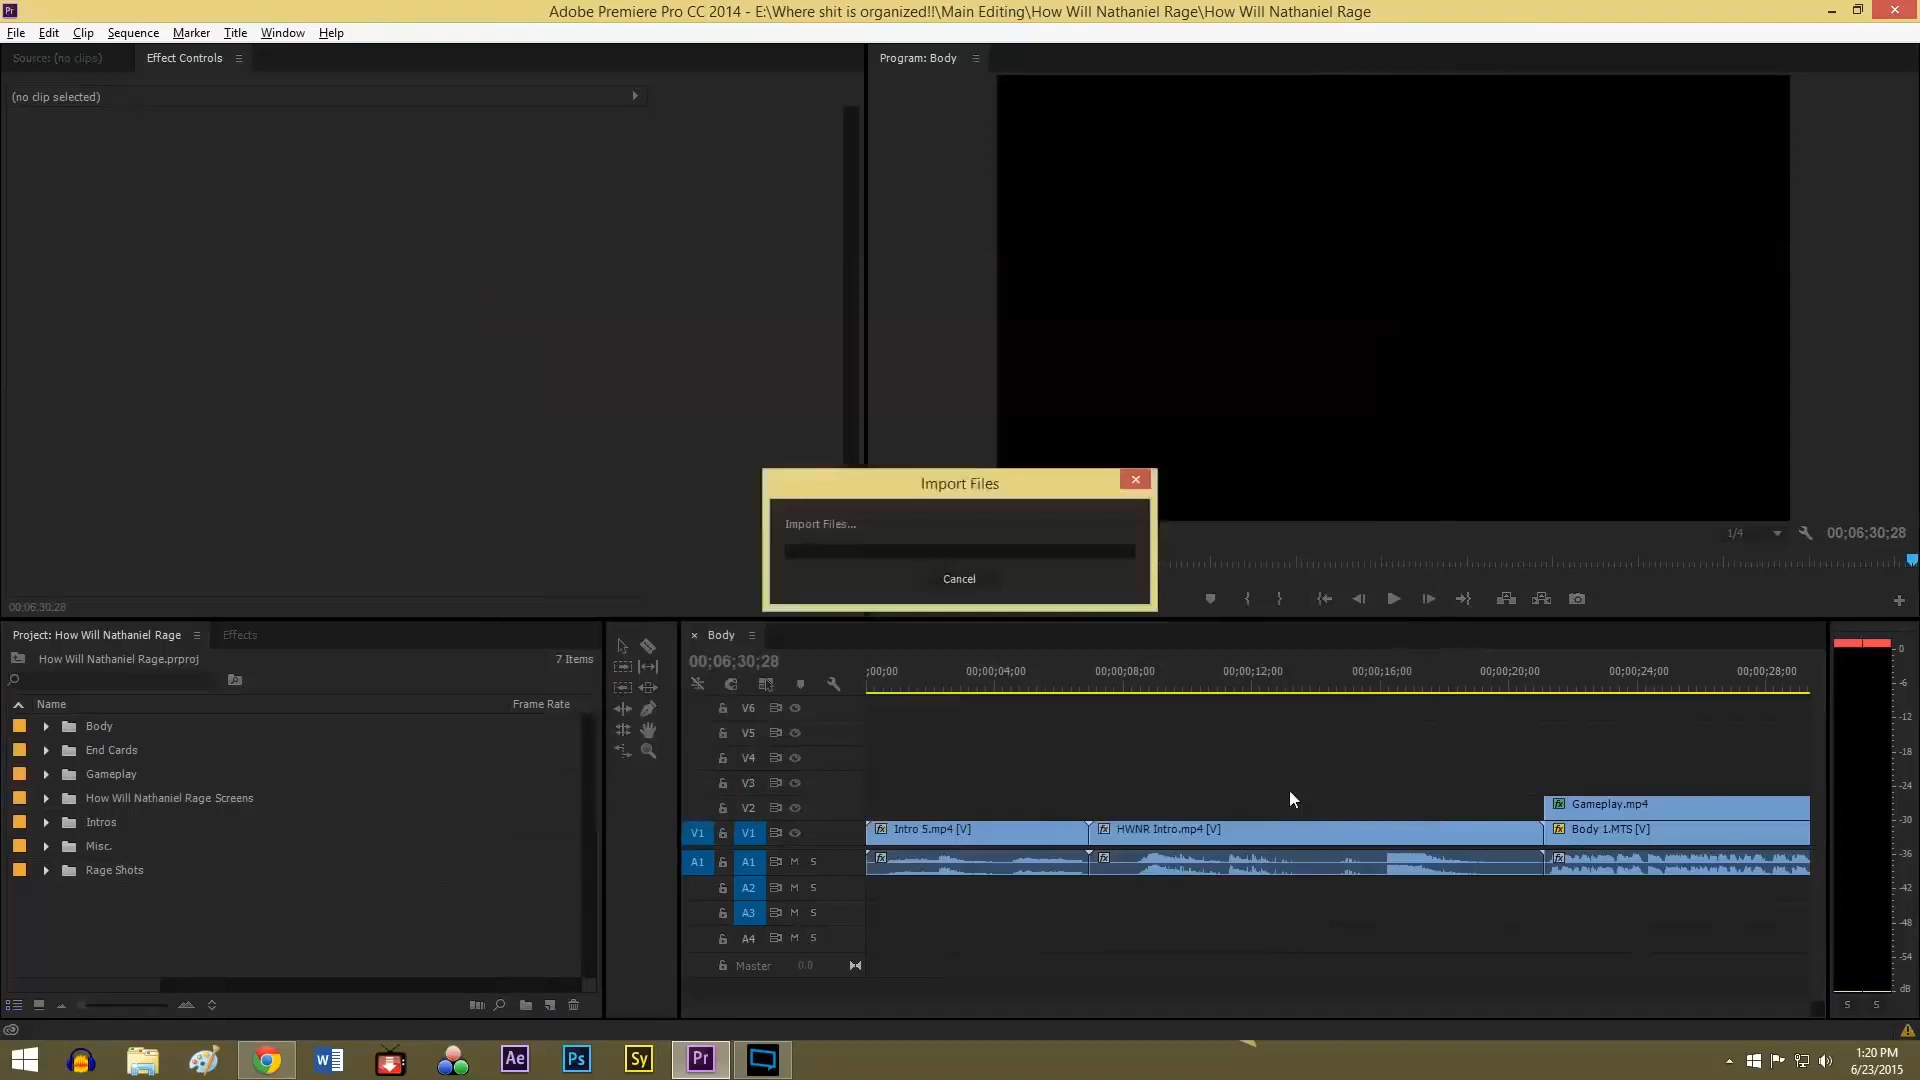 Pr
Adobe Premiere Pro CC 2014 - E:\Where shit is organized!!\Main Editing\How Will Nathaniel Rage\How Will Nathaniel Rage
File Edit Clip Sequence Marker Title Window Help
Source: (no clips) Effect Controls
Program: Body
(no clip selected)
Import Files
Import Files...
Cancel
1/4 00;06;30;28
00;06;30;28
Project: How Will Nathaniel Rage Effects
How Will Nathaniel Rage.prproj 7 Items
Name Frame Rate
Body
End Cards
Gameplay
How Will Nathaniel Rage Screens
Intros
Misc.
Rage Shots
Body
00;06;30;28
;00;00 00;00;04;00 00;00;08;00 00;00;12;00 00;00;16;00 00;00;20;00 00;00;24;00 00;00;28;00
V6
V5
V4
V3
V2 Gameplay.mp4
V1 V1 Intro 5.mp4 [V] HWNR Intro.mp4 [V] Body 1.MTS [V]
A1 A1 M S
A2 M S
A3 M S
A4 M S
Master 0.0
0
-6
-12
-18
-24
-30
-36
-42
-48
-54
dB
S S
W Ae Ps Sy Pr
1:20 PM
6/23/2015